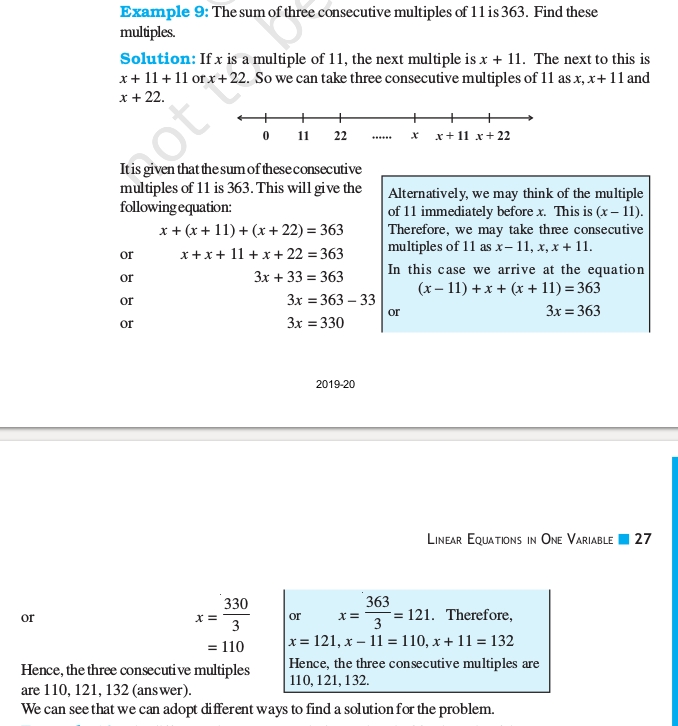 Example 9: The sum of three consecutive multiples of 11 is 363. Find these
multiples.
Solution: If x is a multiple of 11, the next multiple is x + 11. The next to this is
x + 11 + 11 or x + 22. So we can take three consecutive multiples of 11 as x, x + 11 and
x + 22.
0 11 22 ...... x x + 11 x + 22
It is given that the sum of these consecutive
multiples of 11 is 363. This will give the
following equation:
x + (x + 11) + (x + 22) = 363
or x + x + 11 + x + 22 = 363
or 3x + 33 = 363
or 3x = 363 – 33
or 3x = 330
Alternatively, we may think of the multiple
of 11 immediately before x. This is (x – 11).
Therefore, we may take three consecutive
multiples of 11 as x – 11, x, x + 11.
In this case we arrive at the equation
(x – 11) + x + (x + 11) = 363
or 3x = 363
not to be
2019-20
LINEAR EQUATIONS IN ONE VARIABLE 27
or x = 330/3
= 110
Hence, the three consecutive multiples
are 110, 121, 132 (answer).
or x = 363/3 = 121. Therefore,
x = 121, x – 11 = 110, x + 11 = 132
Hence, the three consecutive multiples are
110, 121, 132.
We can see that we can adopt different ways to find a solution for the problem.